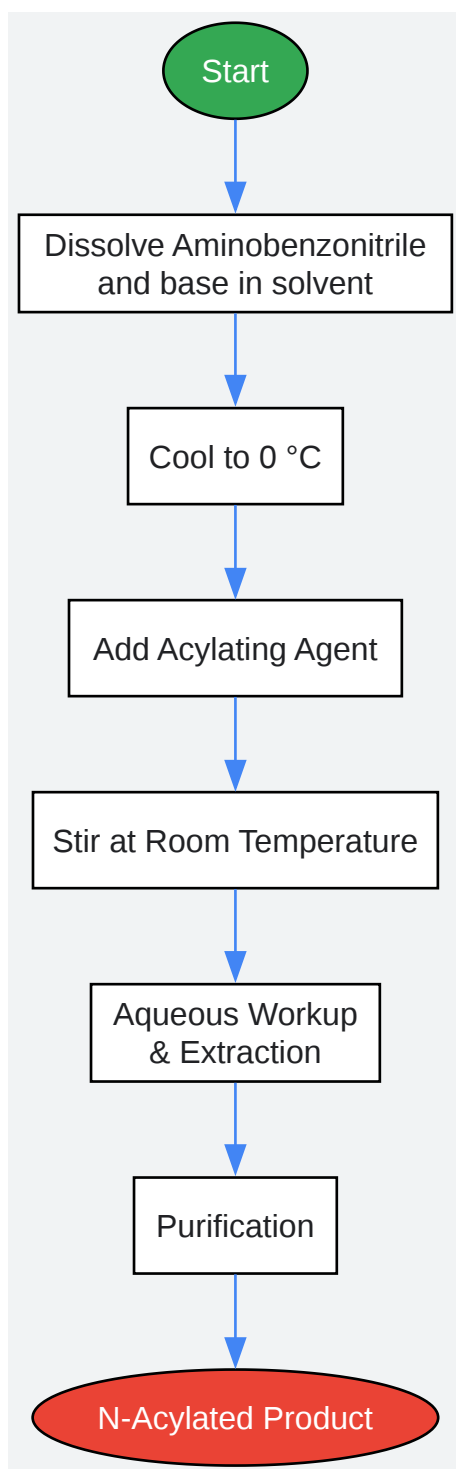 Start
Dissolve Aminobenzonitrile
and base in solvent
Cool to 0 °C
Add Acylating Agent
Stir at Room Temperature
Aqueous Workup
& Extraction
Purification
N-Acylated Product